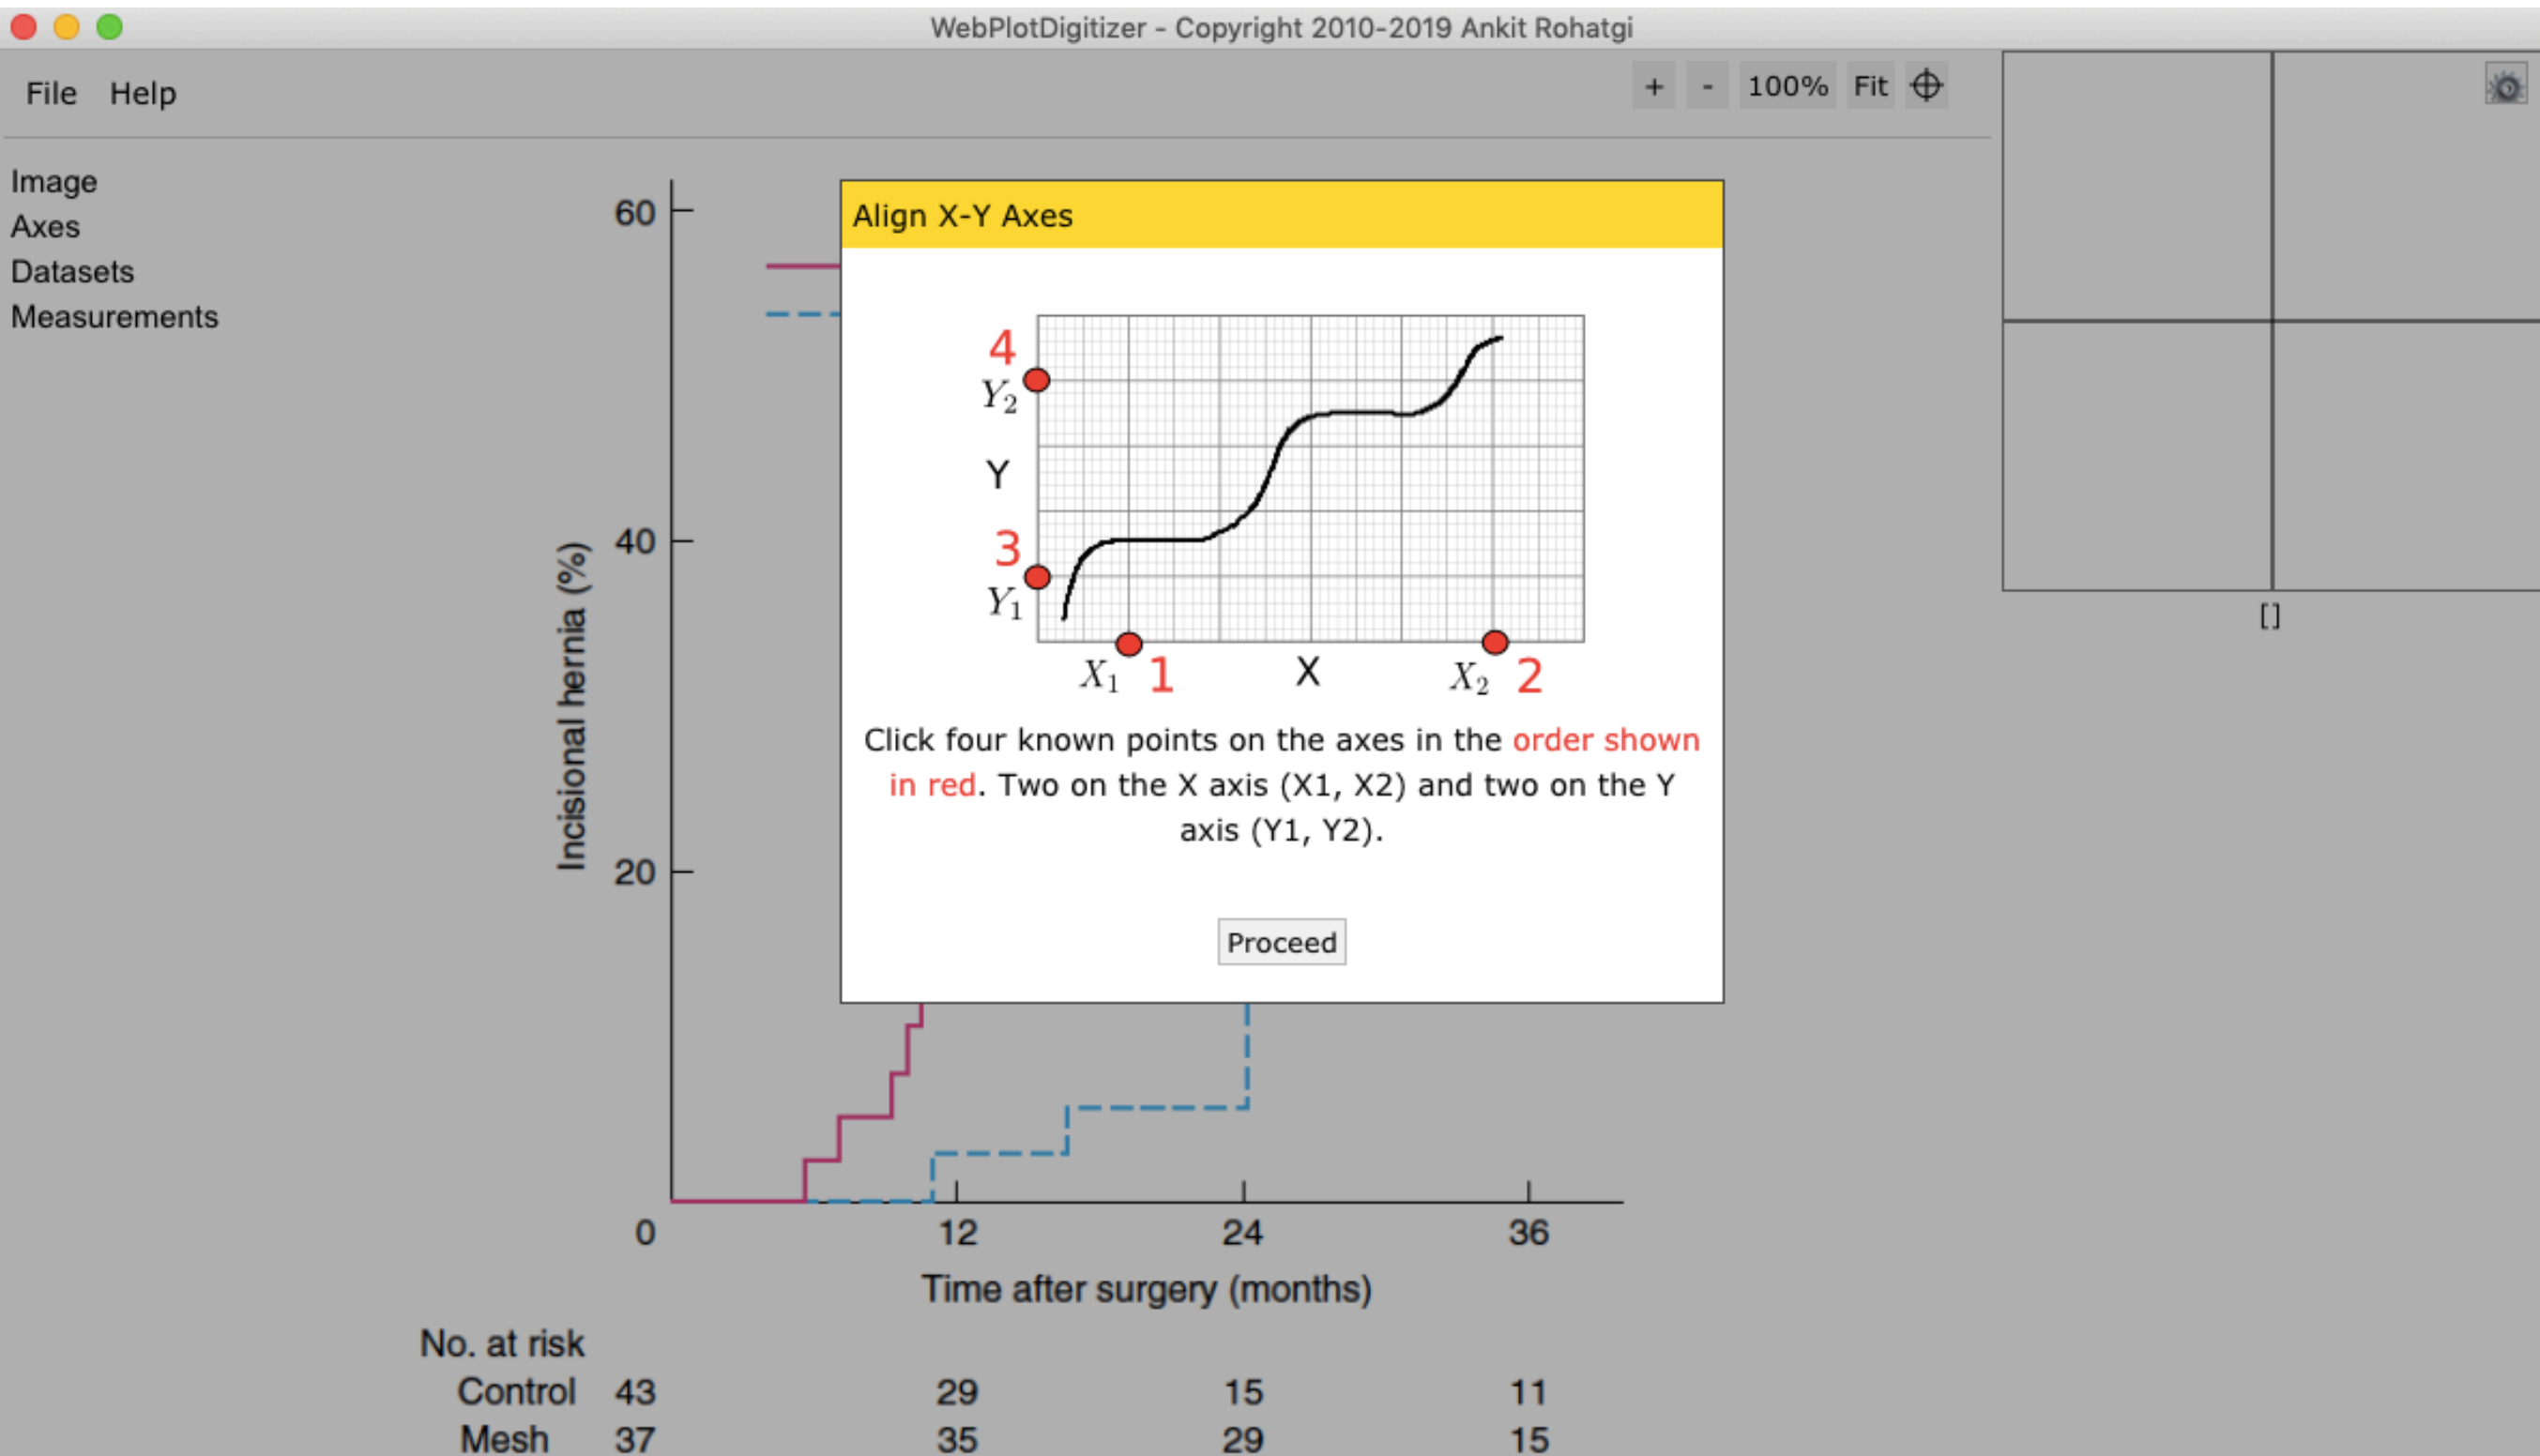 WebPlotDigitizer - Copyright 2010-2019 Ankit Rohatgi
File Help
+ - 100% Fit
Image
Axes
Datasets
Measurements
Align X-Y Axes
4
Y2
Y
3
Y1
X1 1 X X2 2
Click four known points on the axes in the order shown
in red. Two on the X axis (X1, X2) and two on the Y
axis (Y1, Y2).
Proceed
[]
60
40
20
Incisional hernia (%)
0 12 24 36
Time after surgery (months)
No. at risk
Control 43 29 15 11
Mesh 37 35 29 15